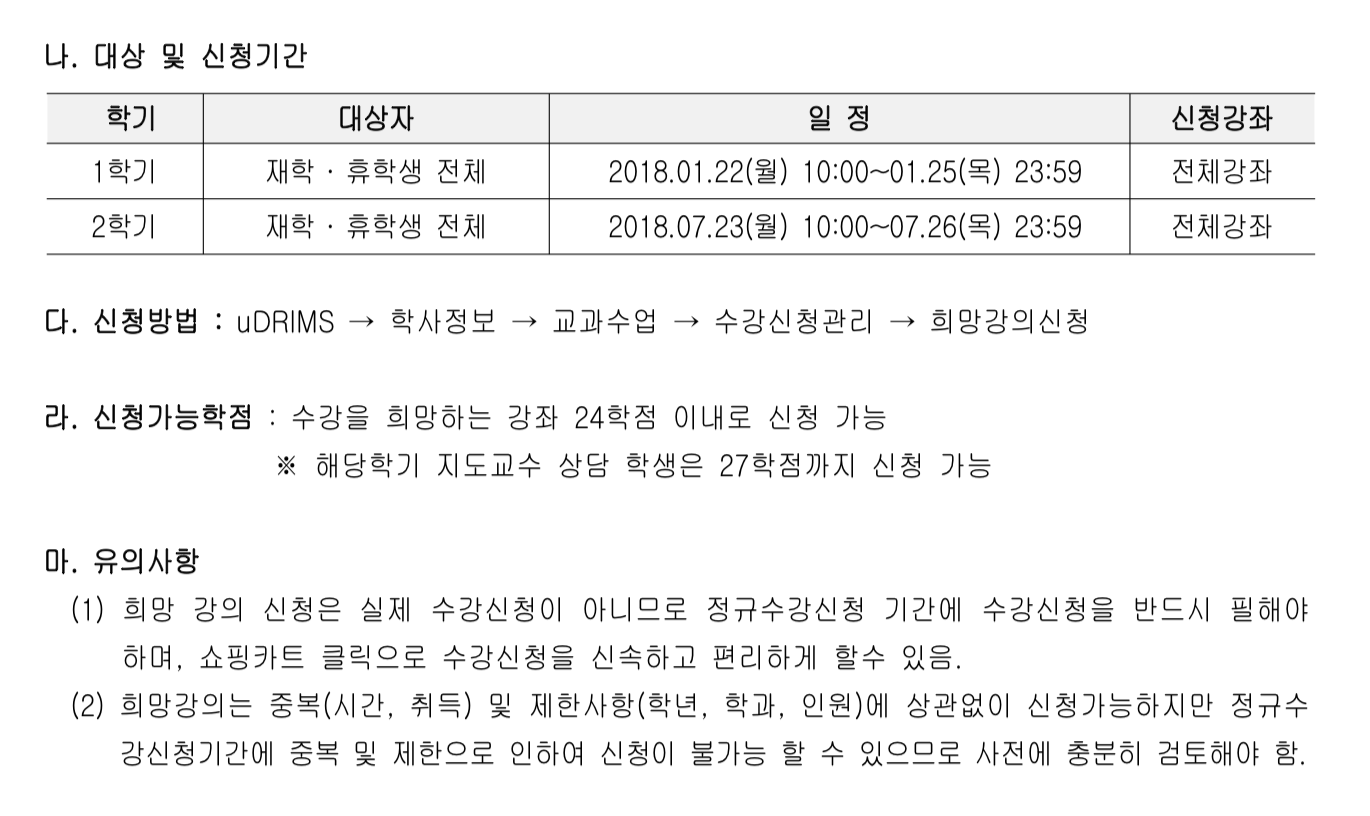 나. 대상 및 신청기간
학기 대상자 일 정 신청강좌
1학기 재학·휴학생 전체 2018.01.22(월) 10:00~01.25(목) 23:59 전체강좌
2학기 재학·휴학생 전체 2018.07.23(월) 10:00~07.26(목) 23:59 전체강좌
다. 신청방법 : uDRIMS → 학사정보 → 교과수업 → 수강신청관리 → 희망강의신청
라. 신청가능학점 : 수강을 희망하는 강좌 24학점 이내로 신청 가능
※ 해당학기 지도교수 상담 학생은 27학점까지 신청 가능
마. 유의사항
(1) 희망 강의 신청은 실제 수강신청이 아니므로 정규수강신청 기간에 수강신청을 반드시 필해야
하며, 쇼핑카트 클릭으로 수강신청을 신속하고 편리하게 할수 있음.
(2) 희망강의는 중복(시간, 취득) 및 제한사항(학년, 학과, 인원)에 상관없이 신청가능하지만 정규수
강신청기간에 중복 및 제한으로 인하여 신청이 불가능 할 수 있으므로 사전에 충분히 검토해야 함.